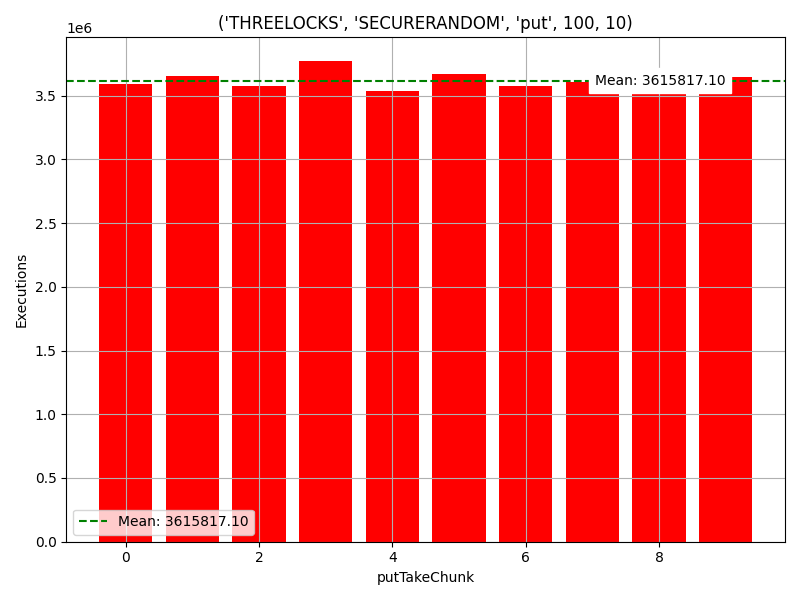 ('THREELOCKS', 'SECURERANDOM', 'put', 100, 10)
1e6
Mean: 3615817.10
3.5
3.0
2.5
2.0
1.5
1.0
0.5
0.0
Executions
Mean: 3615817.10
0 2 4 6 8
putTakeChunk